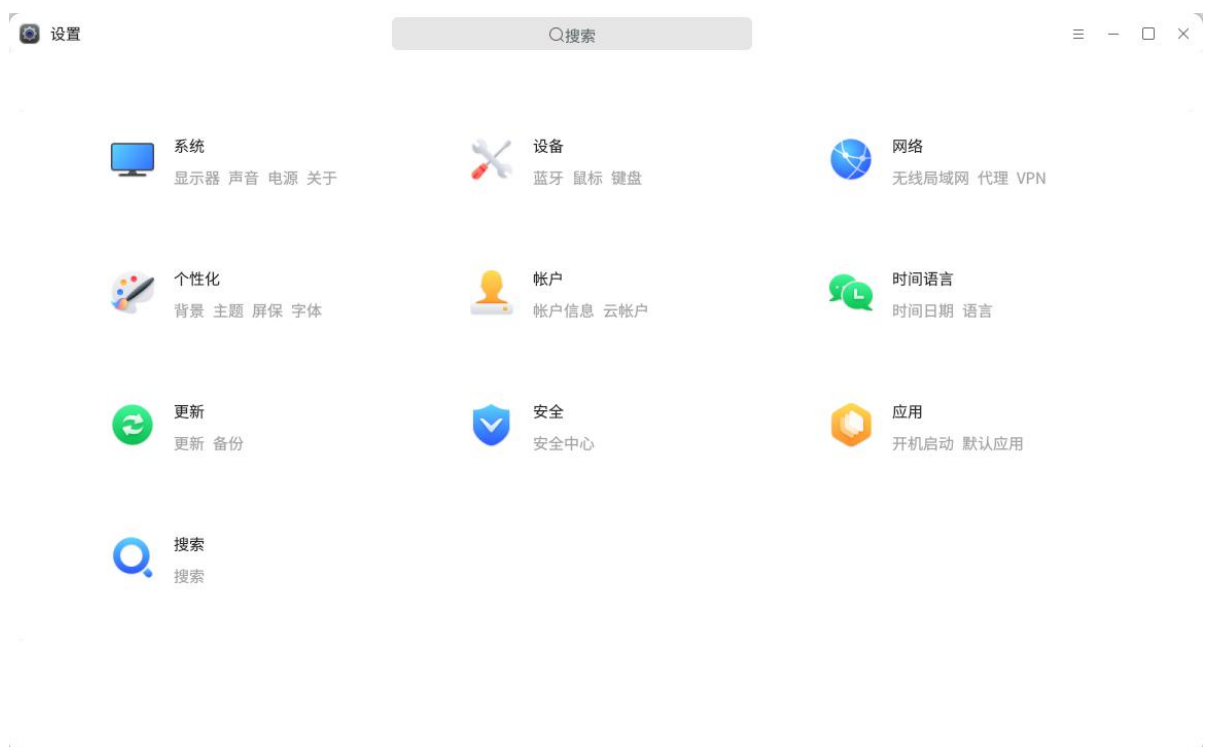 设置
搜索
系统
显示器 声音 电源 关于
设备
蓝牙 鼠标 键盘
网络
无线局域网 代理 VPN
个性化
背景 主题 屏保 字体
帐户
帐户信息 云帐户
时间语言
时间日期 语言
更新
更新 备份
安全
安全中心
应用
开机启动 默认应用
搜索
搜索